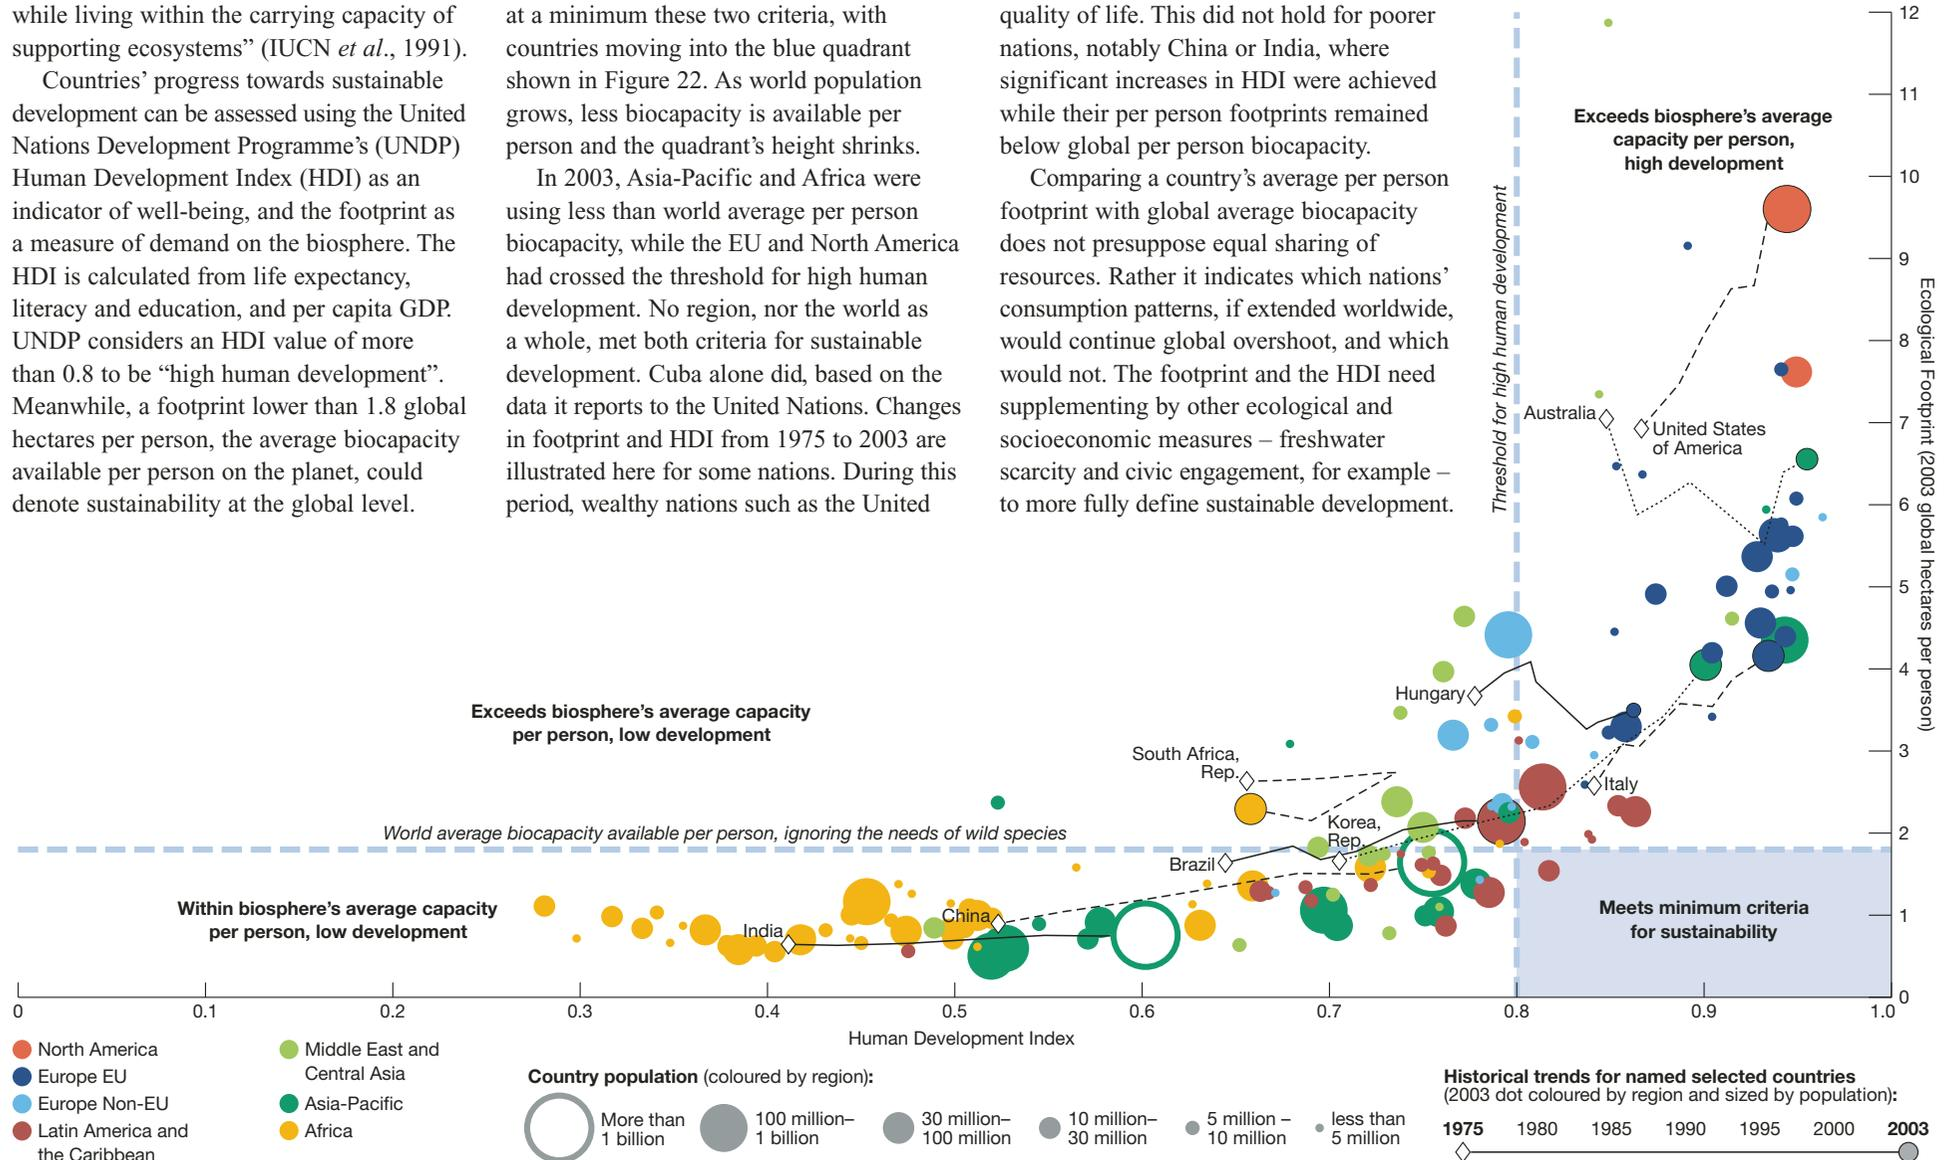 while living within the carrying capacity of
supporting ecosystems” (IUCN et al., 1991).
Countries’ progress towards sustainable
development can be assessed using the United
Nations Development Programme’s (UNDP)
Human Development Index (HDI) as an
indicator of well-being, and the footprint as
a measure of demand on the biosphere. The
HDI is calculated from life expectancy,
literacy and education, and per capita GDP.
UNDP considers an HDI value of more
than 0.8 to be “high human development”.
Meanwhile, a footprint lower than 1.8 global
hectares per person, the average biocapacity
available per person on the planet, could
denote sustainability at the global level.
at a minimum these two criteria, with
countries moving into the blue quadrant
shown in Figure 22. As world population
grows, less biocapacity is available per
person and the quadrant’s height shrinks.
In 2003, Asia-Pacific and Africa were
using less than world average per person
biocapacity, while the EU and North America
had crossed the threshold for high human
development. No region, nor the world as
a whole, met both criteria for sustainable
development. Cuba alone did, based on the
data it reports to the United Nations. Changes
in footprint and HDI from 1975 to 2003 are
illustrated here for some nations. During this
period, wealthy nations such as the United
quality of life. This did not hold for poorer
nations, notably China or India, where
significant increases in HDI were achieved
while their per person footprints remained
below global per person biocapacity.
Comparing a country’s average per person
footprint with global average biocapacity
does not presuppose equal sharing of
resources. Rather it indicates which nations’
consumption patterns, if extended worldwide,
would continue global overshoot, and which
would not. The footprint and the HDI need
supplementing by other ecological and
socioeconomic measures – freshwater
scarcity and civic engagement, for example –
to more fully define sustainable development.
Threshold for high human development
Exceeds biosphere’s average
capacity per person,
high development
Australia
United States
of America
Hungary
Exceeds biosphere’s average capacity
per person, low development
South Africa,
Rep.
Italy
World average biocapacity available per person, ignoring the needs of wild species
Korea,
Rep.
Brazil
Within biosphere’s average capacity
per person, low development
India
China
Meets minimum criteria
for sustainability
12
11
10
9
8
7
6
5
4
3
2
1
0
Ecological Footprint (2003 global hectares per person)
0 0.1 0.2 0.3 0.4 0.5 0.6 0.7 0.8 0.9 1.0
Human Development Index
North America
Europe EU
Europe Non-EU
Latin America and
the Caribbean
Middle East and
Central Asia
Asia-Pacific
Africa
Country population (coloured by region):
More than
1 billion
100 million–
1 billion
30 million–
100 million
10 million–
30 million
5 million –
10 million
less than
5 million
Historical trends for named selected countries
(2003 dot coloured by region and sized by population):
1975 1980 1985 1990 1995 2000 2003